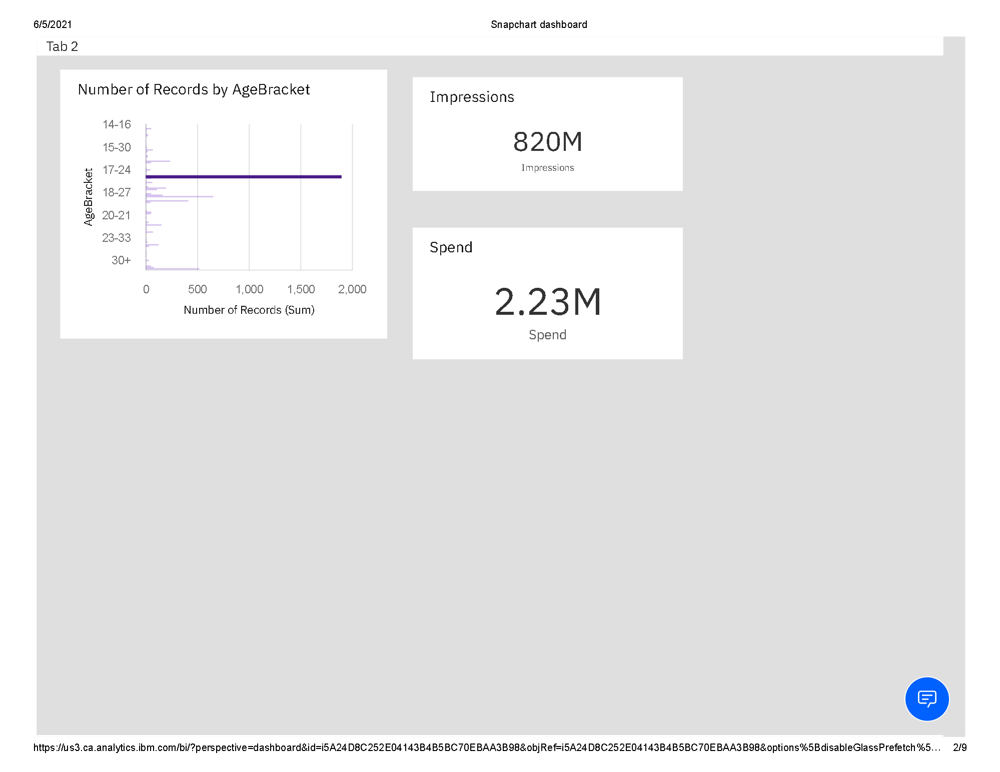 6/5/2021
Snapchart dashboard
Tab 2
Number of Records by AgeBracket
AgeBracket
14-16
15-30
17-24
18-27
20-21
23-33
30+
0 500 1,000 1,500 2,000
Number of Records (Sum)
Impressions
820M
Impressions
Spend
2.23M
Spend
https://us3.ca.analytics.ibm.com/bi/?perspective=dashboard&id=i5A24D8C252E04143B4B5BC70EBAA3B98&objRef=i5A24D8C252E04143B4B5BC70EBAA3B98&options%5BdisableGlassPrefetch%5… 2/9